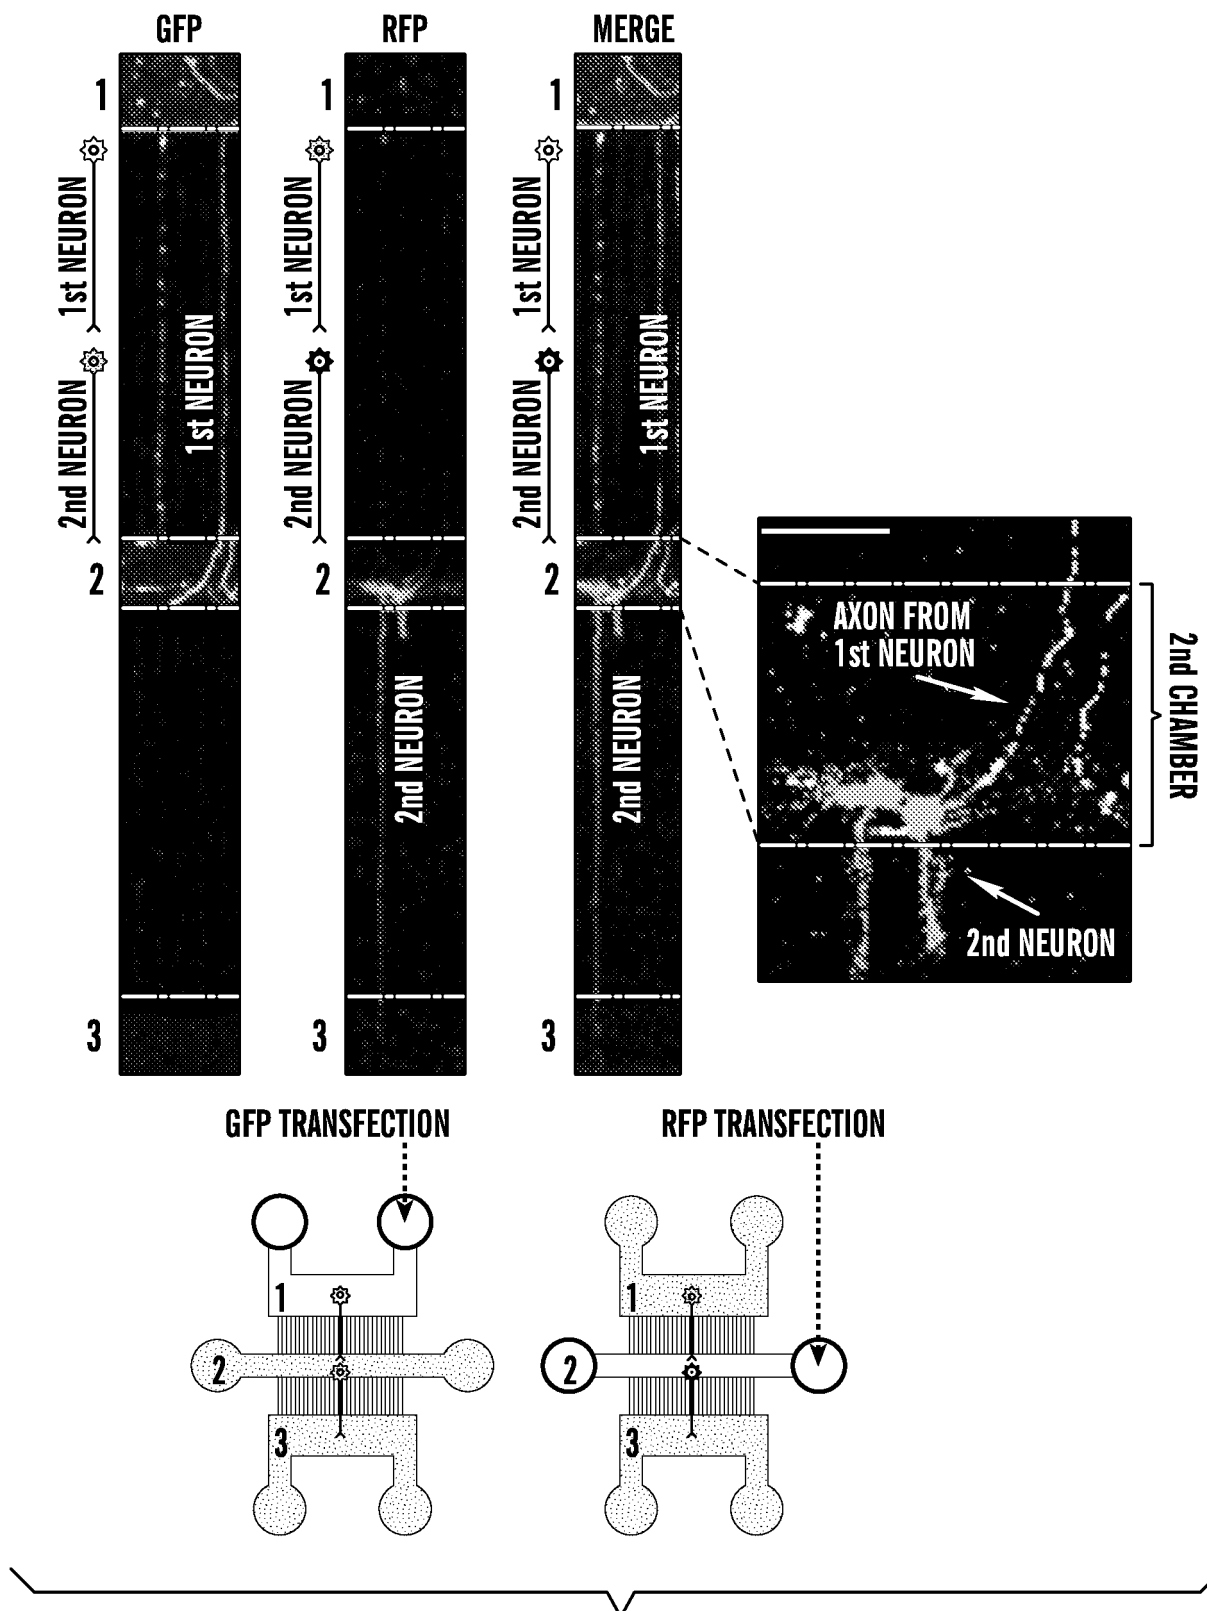 GFP
RFP
MERGE
1
1
1
1st NEURON
1st NEURON
1st NEURON
1st NEURON
1st NEURON
2nd NEURON
2nd NEURON
2nd NEURON
2
2
2
2nd NEURON
2nd NEURON
AXON FROM
1st NEURON
2nd CHAMBER
2nd NEURON
3
3
3
GFP TRANSFECTION
RFP TRANSFECTION
1
1
2
2
3
3